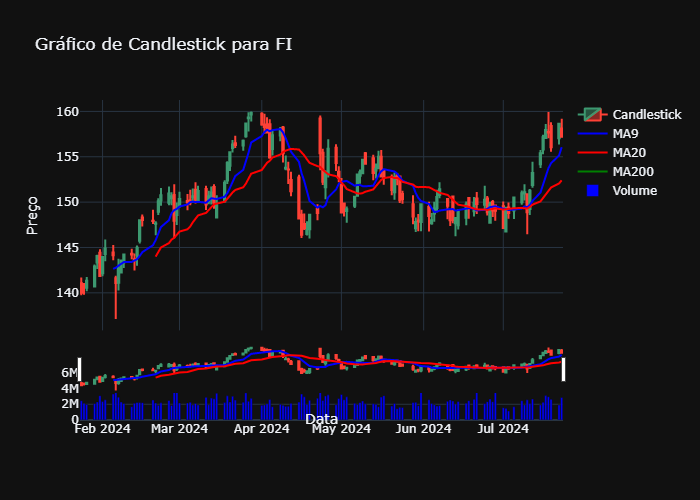 Gráfico de Candlestick para FI
160
155
150
145
140
Preço
Candlestick
MA9
MA20
MA200
Volume
6M
4M
2M
0
Data
Feb 2024 Mar 2024 Apr 2024 May 2024 Jun 2024 Jul 2024